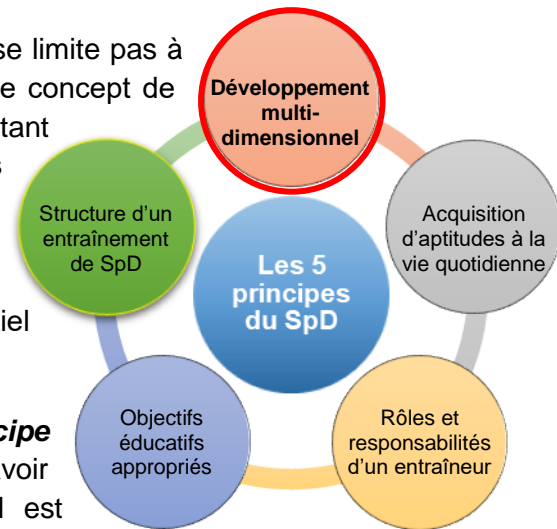 se limite pas à
e concept de
tant
s
iel
cipe
avoir
l est
Développement
multi-
dimensionnel
Acquisition
d'aptitudes à la
vie quotidienne
Rôles et
responsabilités
d'un entraîneur
Objectifs
éducatifs
appropriés
Structure d'un
entraînement
de SpD
Les 5
principes
du SpD